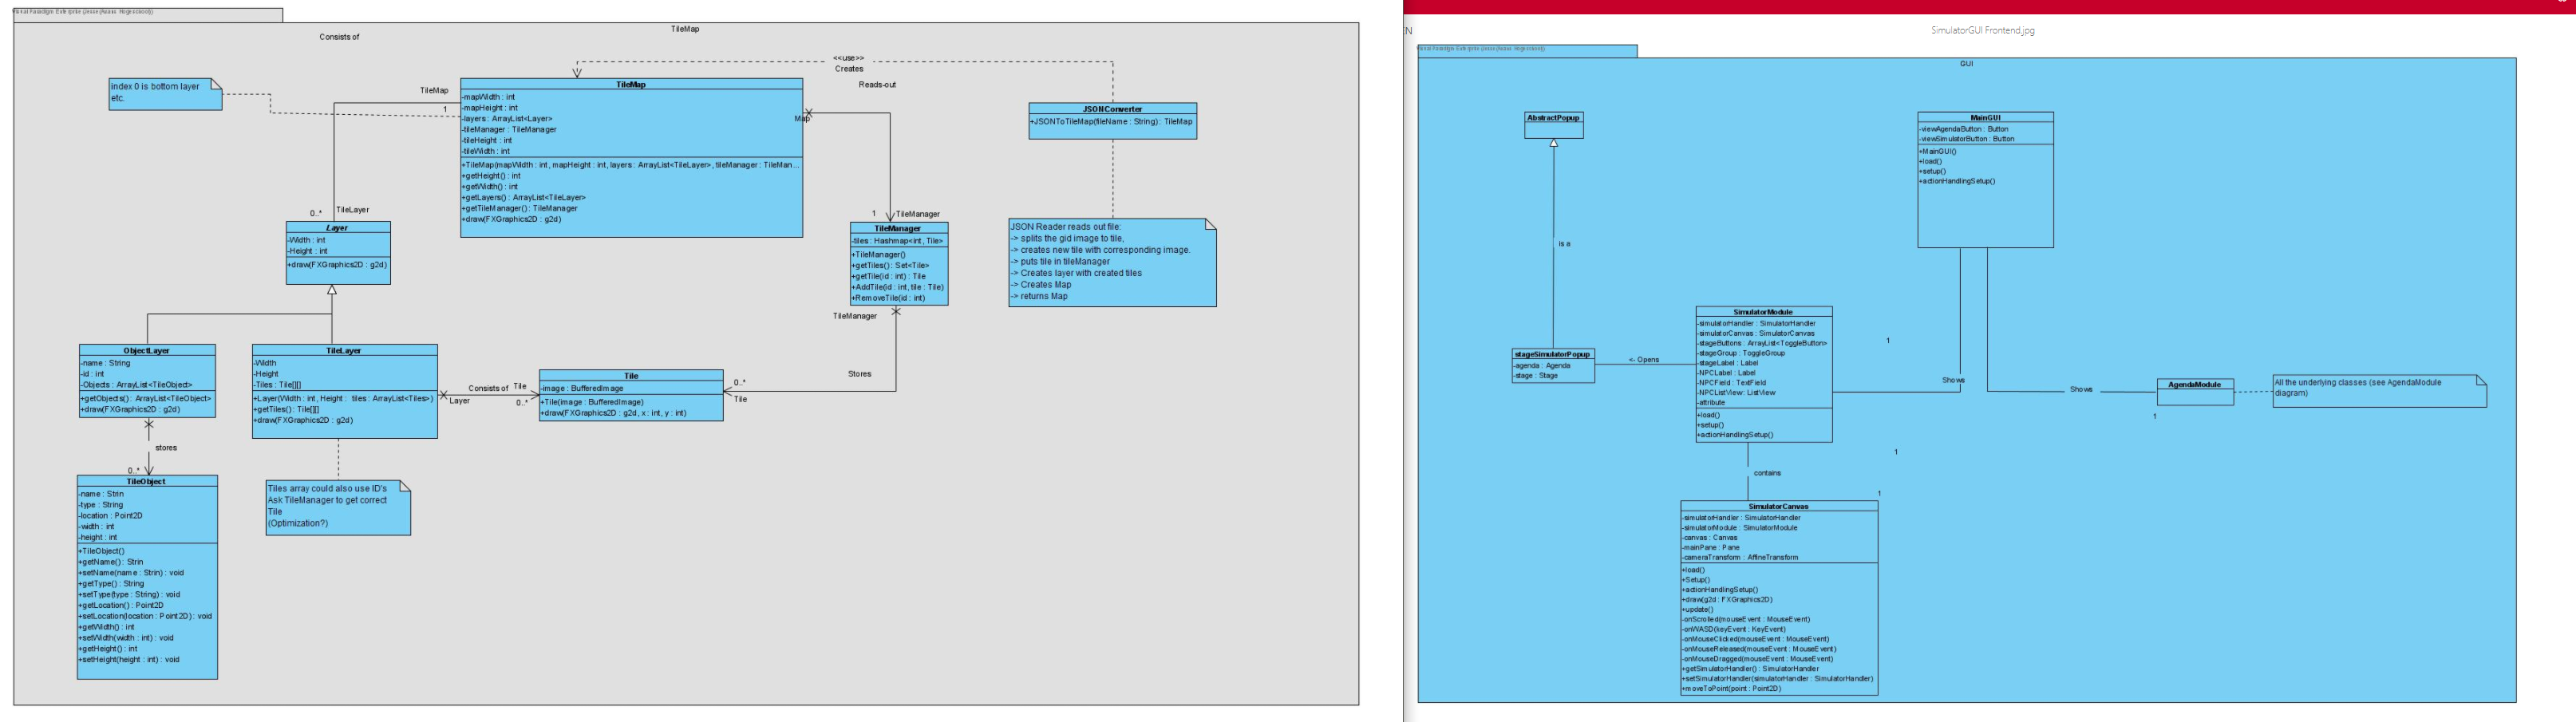 TileMap
Consists of
<<use>>
Creates
Reads-out
index 0 is bottom layer
etc.
TileMap
1
TileMap
-mapWidth : int
-mapHeight : int
-layers : ArrayList<Layer>
-tileManager : TileManager
-tileHeight : int
-tileWidth : int
+TileMap(mapWidth : int, mapHeight : int, layers : ArrayList<TileLayer>, tileManager : TileMan...
+getHeight() : int
+getWidth() : int
+getLayers() : ArrayList<TileLayer>
+getTileManager() : TileManager
+draw(FXGraphics2D : g2d)
Map
JSONConverter
+JSONToTileMap(fileName : String) : TileMap
0..*
TileLayer
Layer
-Width : int
-Height : int
+draw(FXGraphics2D : g2d)
1
TileManager
TileManager
-tiles : Hashmap<int, Tile>
+TileManager()
+getTiles() : Set<Tile>
+getTile(id : int) : Tile
+AddTile(id : int, tile : Tile)
+RemoveTile(id : int)
TileManager
JSON Reader reads out file:
-> splits the gid image to tile,
-> creates new tile with corresponding image.
-> puts tile in tileManager
-> Creates layer with created tiles
-> Creates Map
-> returns Map
ObjectLayer
-name : String
-id : int
-Objects : ArrayList<TileObject>
+getObjects() : ArrayList<TileObject>
+draw(FXGraphics2D : g2d)
TileLayer
-Width
-Height
-Tiles : Tile[][]
+Layer(Width : int, Height : tiles : ArrayList<Tiles>)
+getTiles() : Tile[][]
+draw(FXGraphics2D : g2d)
Consists of
Tile
Layer
0..*
Tile
-image : BufferedImage
+Tile(image : BufferedImage)
+draw(FXGraphics2D : g2d, x : int, y : int)
Stores
0..*
Tile
stores
0..*
TileObject
-name : Strin
-type : String
-location : Point2D
-width : int
-height : int
+TileObject()
+getName() : Strin
+setName(name : Strin) : void
+getType() : String
+setType(type : String) : void
+getLocation() : Point2D
+setLocation(location : Point2D) : void
+getWidth() : int
+setWidth(width : int) : void
+getHeight() : int
+setHeight(height : int) : void
Tiles array could also use ID's
Ask TileManager to get correct
Tile
(Optimization?)
EN
SimulatorGUI Frontend.jpg
GUI
AbstractPopup
MainGUI
-viewAgendaButton : Button
-viewSimulatorButton : Button
+MainGUI()
+load()
+setup()
+actionHandlingSetup()
is a
SimulatorModule
-simulatorHandler : SimulatorHandler
-simulatorCanvas : SimulatorCanvas
-stageButtons : ArrayList<ToggleButton>
-stageGroup : ToggleGroup
-stageLabel : Label
-NPCLabel : Label
-NPCField : TextField
-NPCListView: ListView
-attribute
+load()
+setup()
+actionHandlingSetup()
1
stageSimulatorPopup
-agenda : Agenda
-stage : Stage
<- Opens
Shows
Shows
AgendaModule
1
All the underlying classes (see AgendaModule
diagram)
1
contains
1
SimulatorCanvas
-simulatorHandler : SimulatorHandler
-simulatorModule : SimulatorModule
-canvas : Canvas
-mainPane : Pane
-cameraTransform : AffineTransform
+load()
+Setup()
+actionHandlingSetup()
+draw(g2d : FXGraphics2D)
+update()
-onScrolled(mouseEvent : MouseEvent)
-onWASD(keyEvent : KeyEvent)
-onMouseClicked(mouseEvent : MouseEvent)
-onMouseReleased(mouseEvent : MouseEvent)
-onMouseDragged(mouseEvent : MouseEvent)
+getSimulatorHandler() : SimulatorHandler
+setSimulatorHandler(simulatorHandler : SimulatorHandler)
+moveToPoint(point : Point2D)